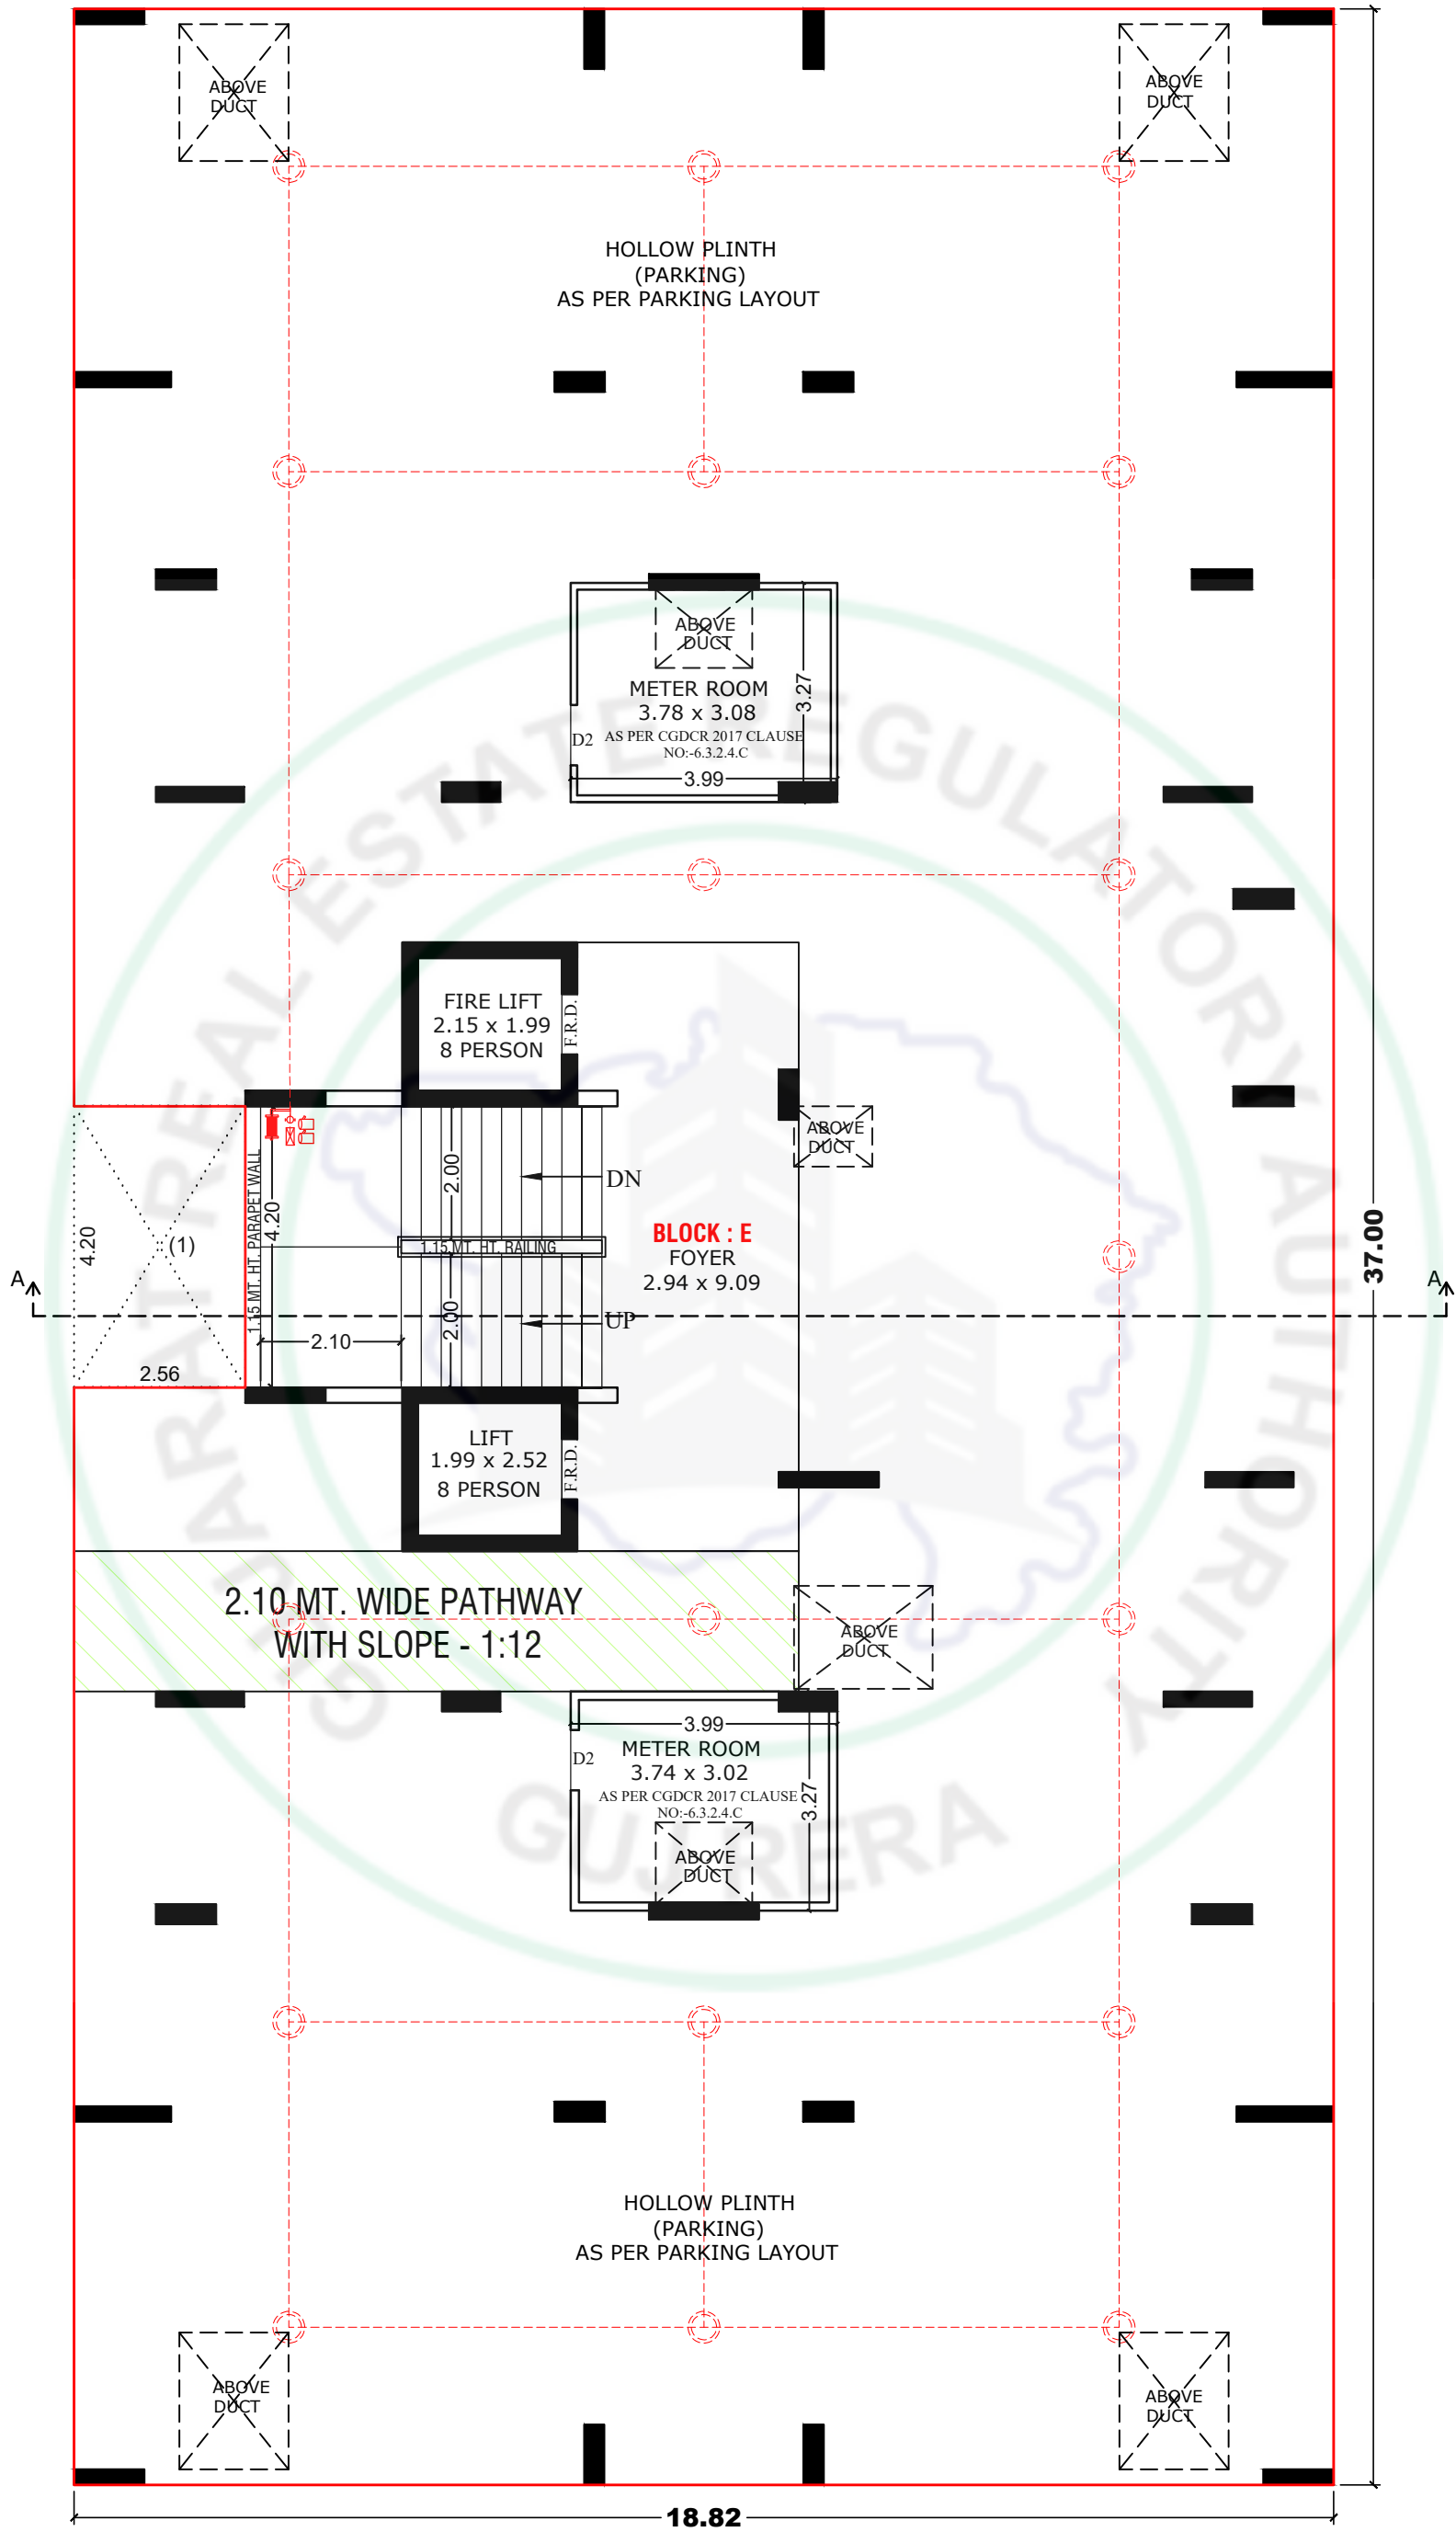 ABOVE
DUCT
ABOVE
DUCT
HOLLOW PLINTH
(PARKING)
AS PER PARKING LAYOUT
37.00
ABOVE
DUCT
METER ROOM
3.78 x 3.08
AS PER CGDCR 2017 CLAUSE
NO:-6.3.2.4.C
D2
3.99
3.27
FIRE LIFT
2.15 x 1.99
8 PERSON
F.R.D.
ABOVE
DUCT
1.15 MT. HT. PARAPET WALL
4.20
4.20
(1)
2.56
2.00
DN
1.15 MT. HT. RAILING
BLOCK : E
FOYER
2.94 x 9.09
A
A
2.00
UP
2.10
LIFT
1.99 x 2.52
8 PERSON
F.R.D.
2.10 MT. WIDE PATHWAY
WITH SLOPE - 1:12
ABOVE
DUCT
3.99
METER ROOM
3.74 x 3.02
AS PER CGDCR 2017 CLAUSE
NO:-6.3.2.4.C
D2
3.27
ABOVE
DUCT
HOLLOW PLINTH
(PARKING)
AS PER PARKING LAYOUT
ABOVE
DUCT
ABOVE
DUCT
18.82
GUJARAT REAL ESTATE REGULATORY AUTHORITY
GUJRERA